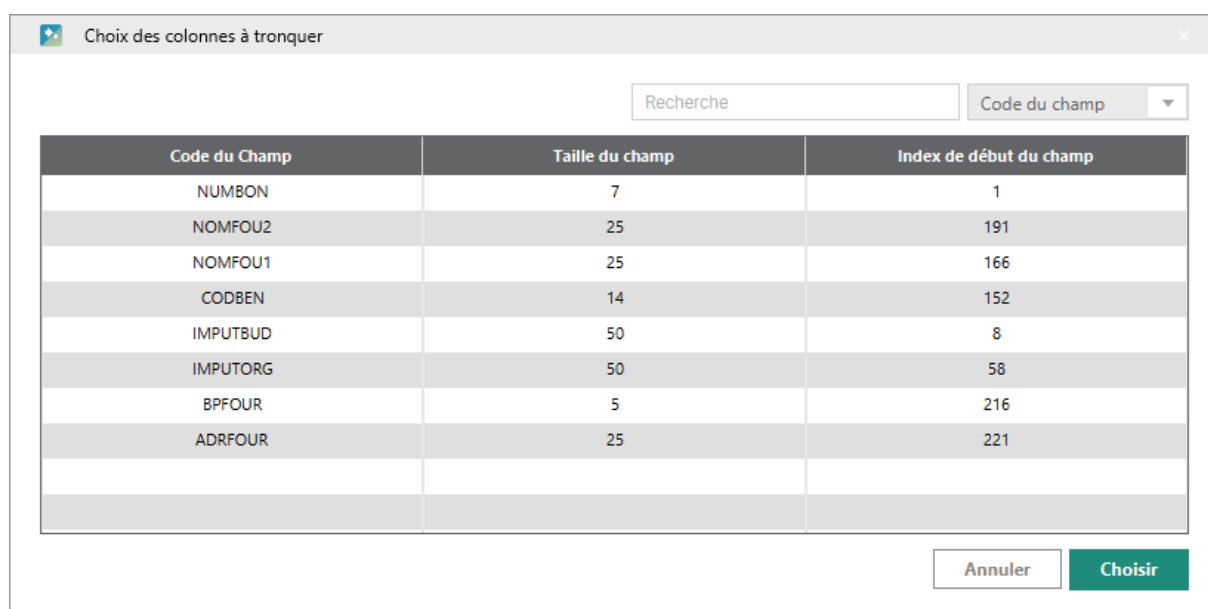 Choix des colonnes à tronquer
Recherche Code du champ
Code du Champ Taille du champ Index de début du champ
NUMBON 7 1
NOMFOU2 25 191
NOMFOU1 25 166
CODBEN 14 152
IMPUTBUD 50 8
IMPUTORG 50 58
BPFOUR 5 216
ADRFOUR 25 221
Annuler Choisir